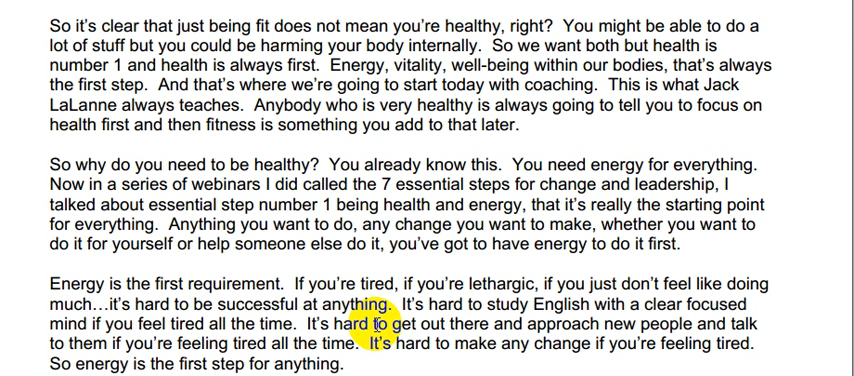 So it's clear that just being fit does not mean you're healthy, right?  You might be able to do a
lot of stuff but you could be harming your body internally.  So we want both but health is
number 1 and health is always first.  Energy, vitality, well-being within our bodies, that's always
the first step.  And that's where we're going to start today with coaching.  This is what Jack
LaLanne always teaches.  Anybody who is very healthy is always going to tell you to focus on
health first and then fitness is something you add to that later.
So why do you need to be healthy?  You already know this.  You need energy for everything.
Now in a series of webinars I did called the 7 essential steps for change and leadership, I
talked about essential step number 1 being health and energy, that it's really the starting point
for everything.  Anything you want to do, any change you want to make, whether you want to
do it for yourself or help someone else do it, you've got to have energy to do it first.
Energy is the first requirement.  If you're tired, if you're lethargic, if you just don't feel like doing
much…it's hard to be successful at anything.  It's hard to study English with a clear focused
mind if you feel tired all the time.  It's hard to get out there and approach new people and talk
to them if you're feeling tired all the time.  It's hard to make any change if you're feeling tired.
So energy is the first step for anything.